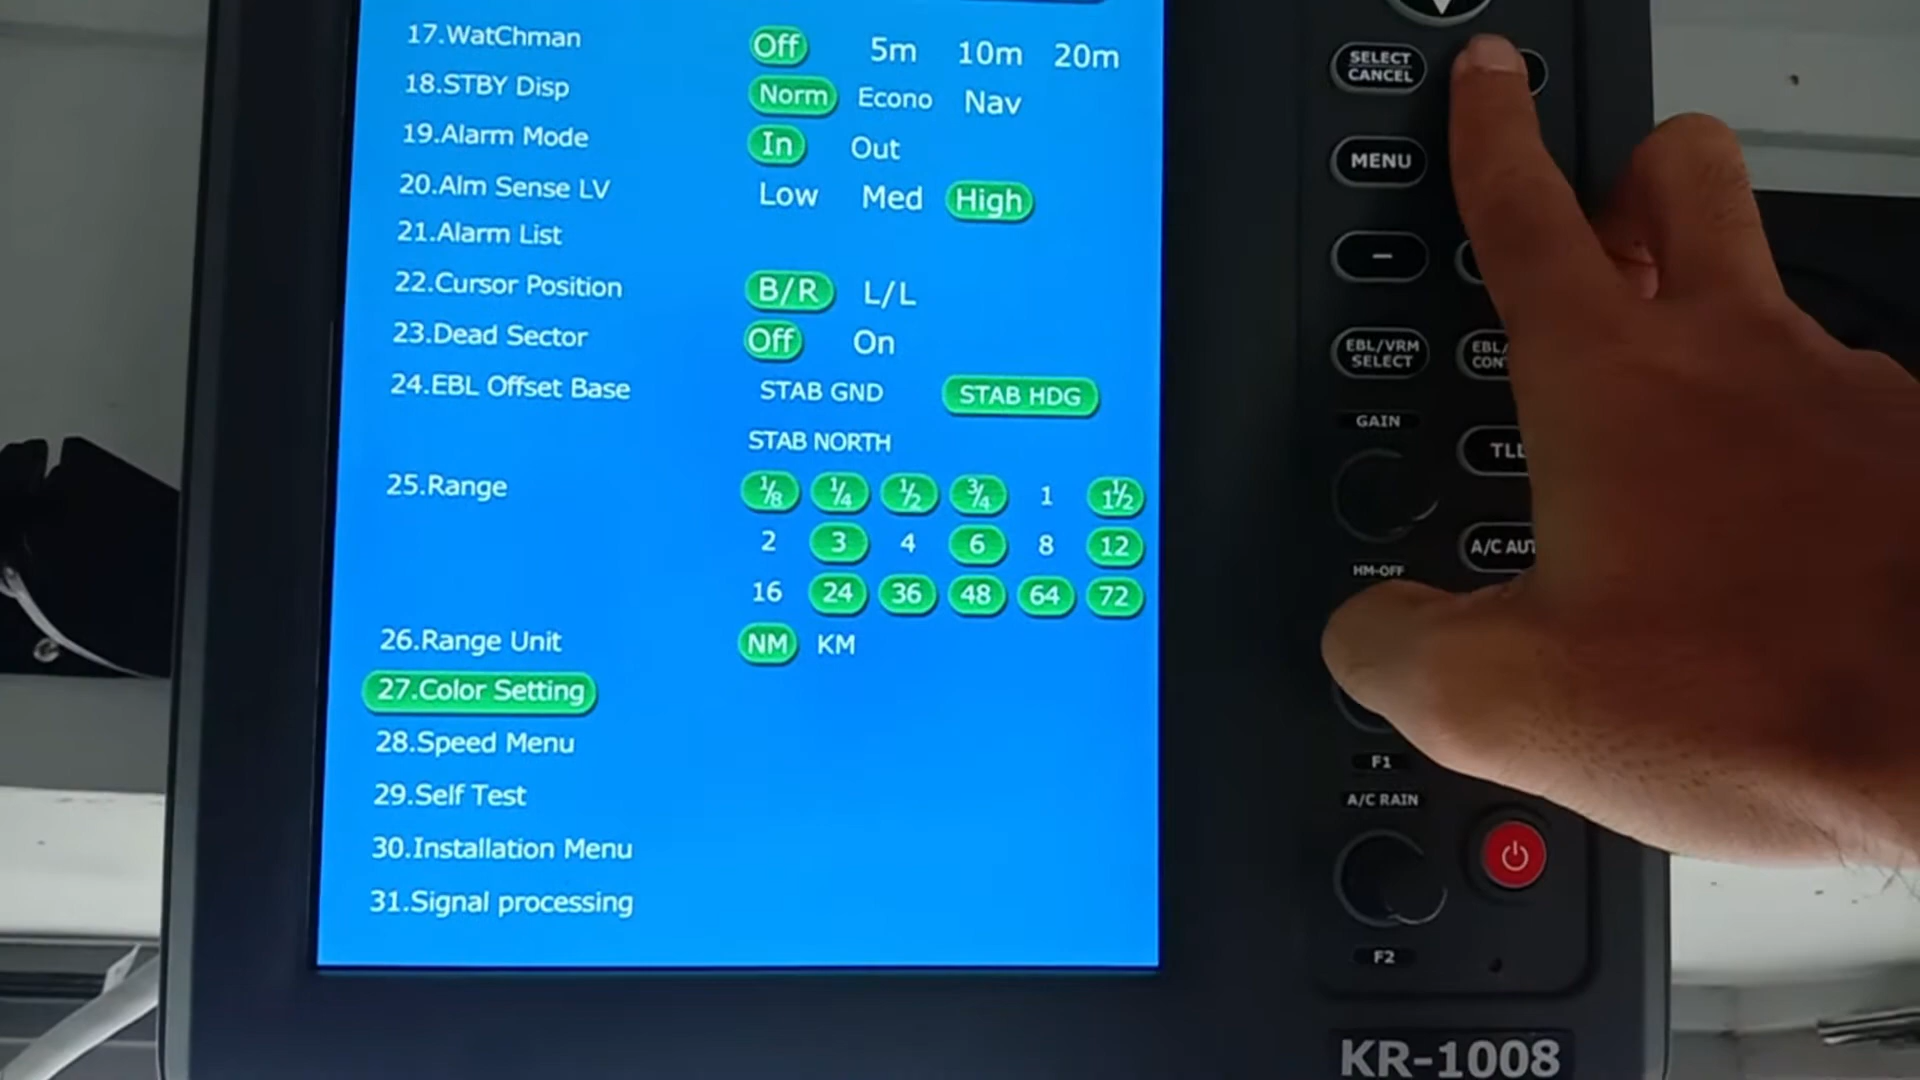 17.WatChman Off 5m 10m 20m
18.STBY Disp Norm Econo Nav
19.Alarm Mode In Out
20.Alm Sense LV Low Med High
21.Alarm List
22.Cursor Position B/R L/L
23.Dead Sector Off On
24.EBL Offset Base STAB GND STAB HDG
STAB NORTH
25.Range 1/8 1/4 1/2 3/4 1 1 1/2
2 3 4 6 8 12
16 24 36 48 64 72
26.Range Unit NM KM
27.Color Setting
28.Speed Menu
29.Self Test
30.Installation Menu
31.Signal processing
SELECT
CANCEL
MENU
−
EBL/VRM
SELECT
EBL/
CON
GAIN
TLL
A/C AUT
HM-OFF
F1
A/C RAIN
F2
KR-1008